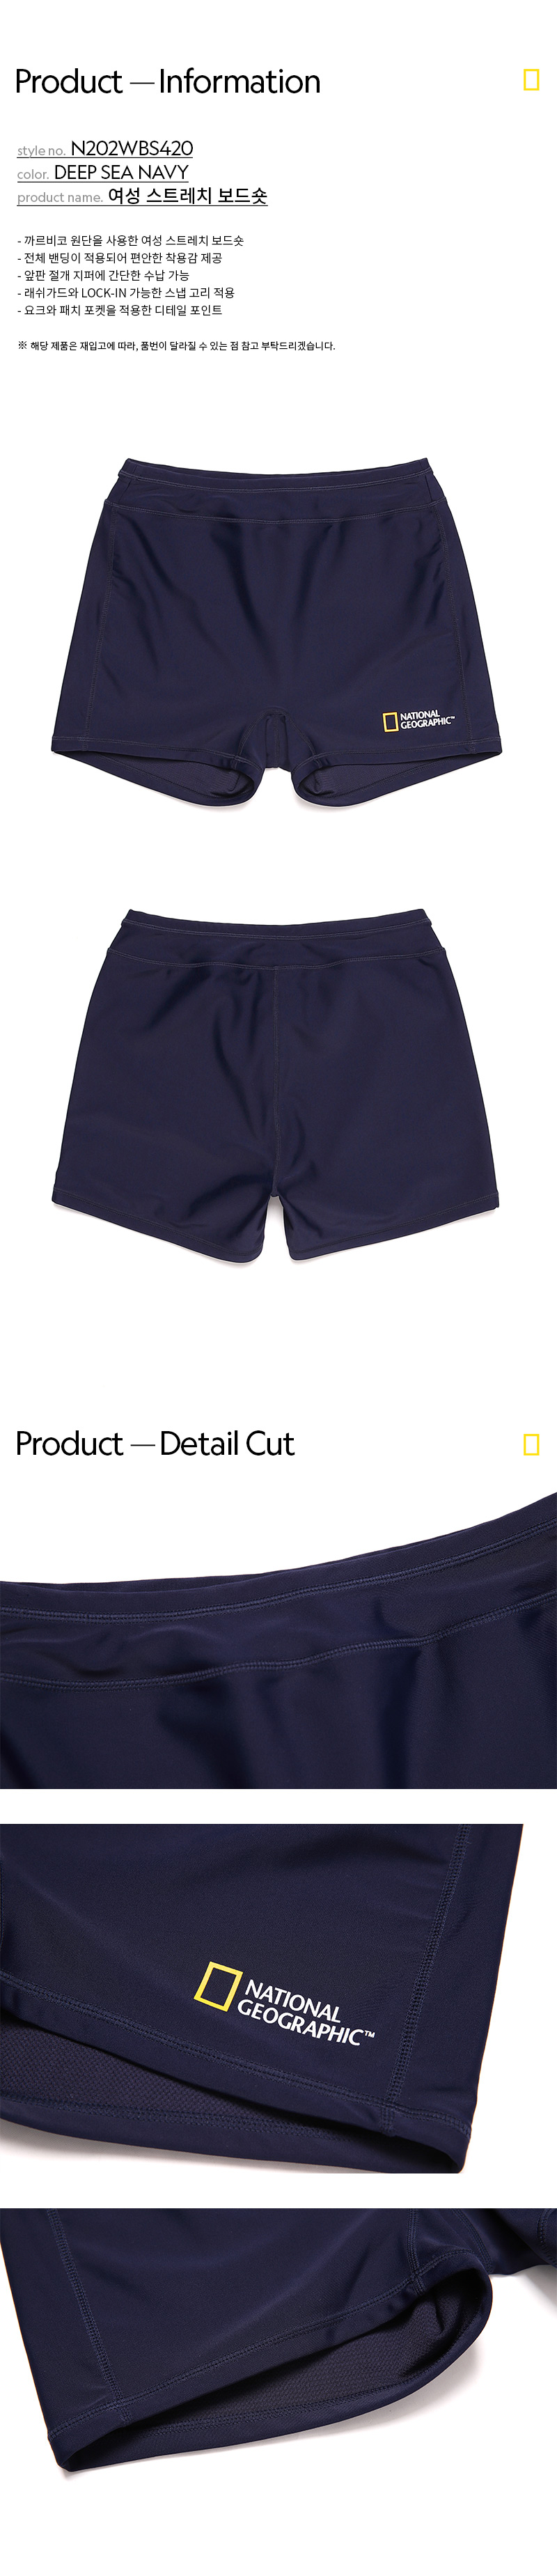 Product — Information
style no. N202WBS420
color. DEEP SEA NAVY
product name. 여성 스트레치 보드숏
- 까르비코 원단을 사용한 여성 스트레치 보드숏
- 전체 밴딩이 적용되어 편안한 착용감 제공
- 앞판 절개 지퍼에 간단한 수납 가능
- 래쉬가드와 LOCK-IN 가능한 스냅 고리 적용
- 요크와 패치 포켓을 적용한 디테일 포인트
※ 해당 제품은 재입고에 따라, 품번이 달라질 수 있는 점 참고 부탁드리겠습니다.
NATIONAL
GEOGRAPHIC™
Product — Detail Cut
NATIONAL
GEOGRAPHIC™